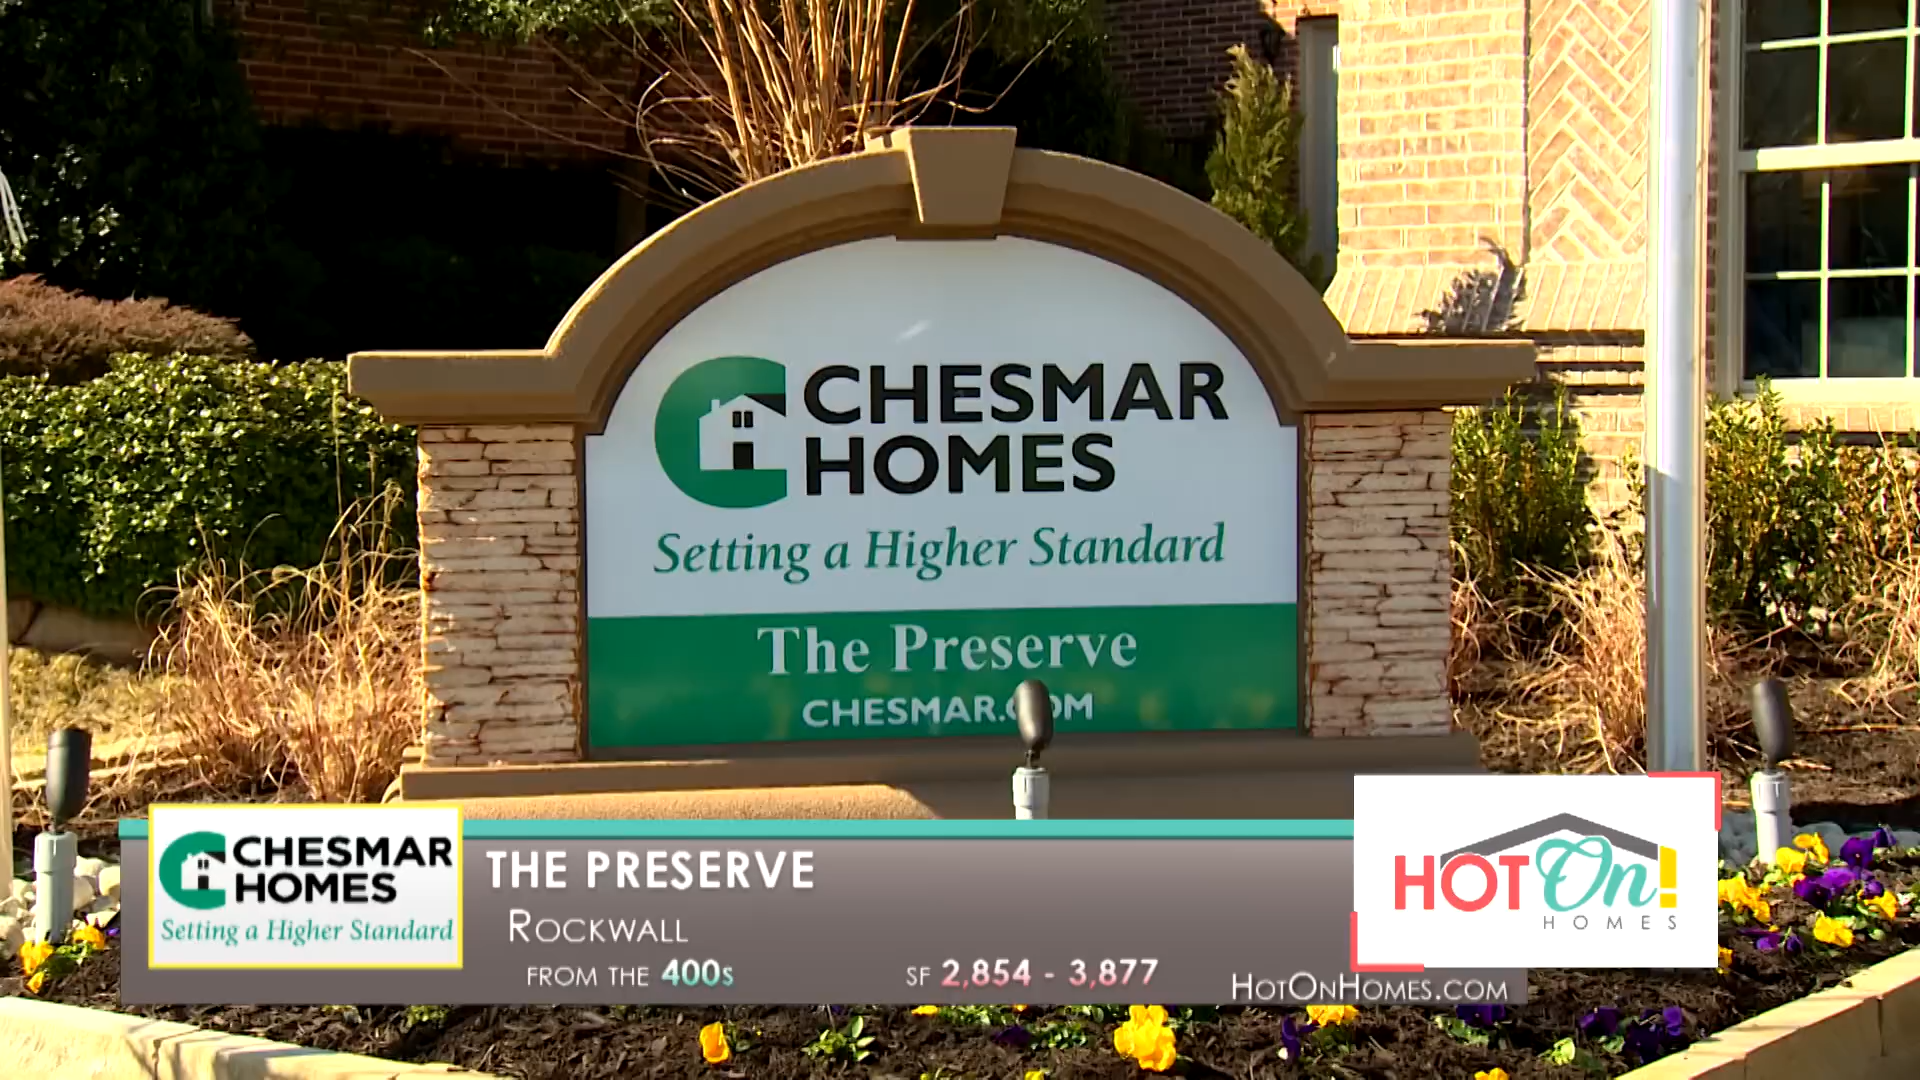 CHESMAR
HOMES
Setting a Higher Standard
The Preserve
CHESMAR.COM
CHESMAR
HOMES
Setting a Higher Standard
THE PRESERVE
ROCKWALL
FROM THE 400S
SF 2,854 - 3,877
HOTONHOMES.COM
HOT On!
HOMES